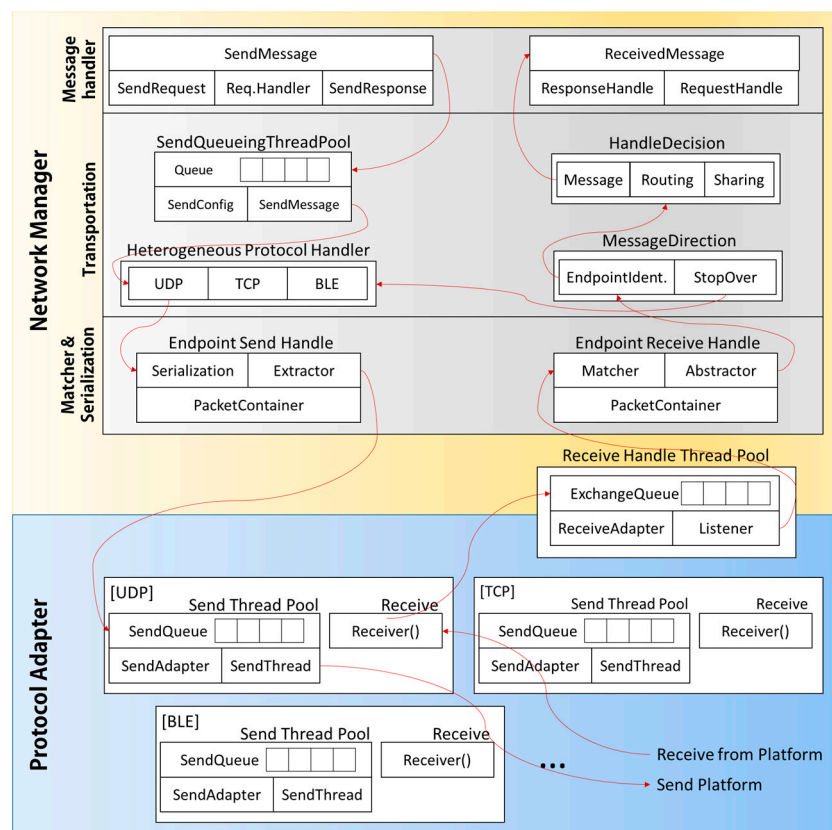 Network Manager
Message
handler
SendMessage
SendRequest
Req.Handler
SendResponse
ReceivedMessage
ResponseHandle
RequestHandle
Transportation
SendQueueingThreadPool
Queue
SendConfig
SendMessage
HandleDecision
Message
Routing
Sharing
Heterogeneous Protocol Handler
UDP
TCP
BLE
MessageDirection
EndpointIdent.
StopOver
Matcher &
Serialization
Endpoint Send Handle
Serialization
Extractor
PacketContainer
Endpoint Receive Handle
Matcher
Abstractor
PacketContainer
Receive Handle Thread Pool
ExchangeQueue
ReceiveAdapter
Listener
Protocol Adapter
[UDP]
Send Thread Pool
Receive
SendQueue
Receiver()
SendAdapter
SendThread
[TCP]
Send Thread Pool
Receive
SendQueue
Receiver()
SendAdapter
SendThread
[BLE]
Send Thread Pool
Receive
SendQueue
Receiver()
SendAdapter
SendThread
...
Receive from Platform
Send Platform